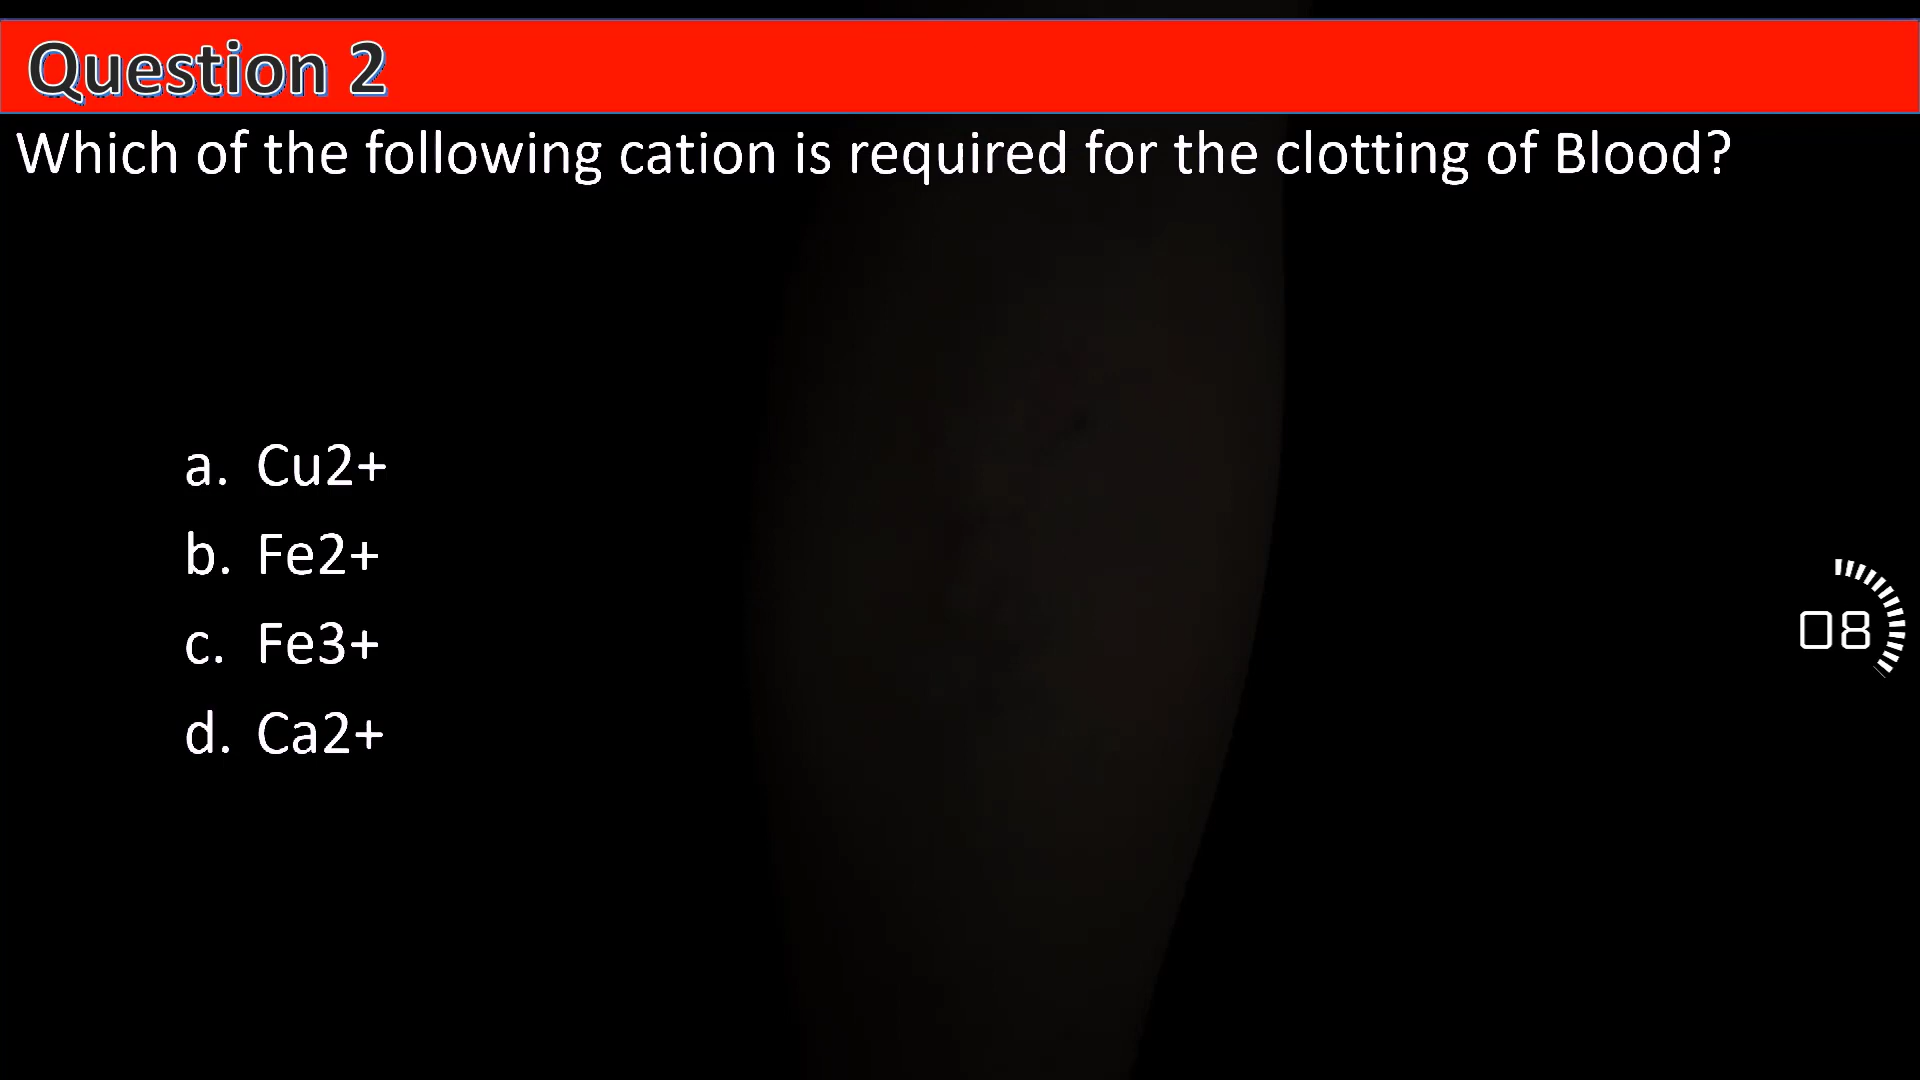 Question 2
Which of the following cation is required for the clotting of Blood?
a. Cu2+
b. Fe2+
c. Fe3+
d. Ca2+
08